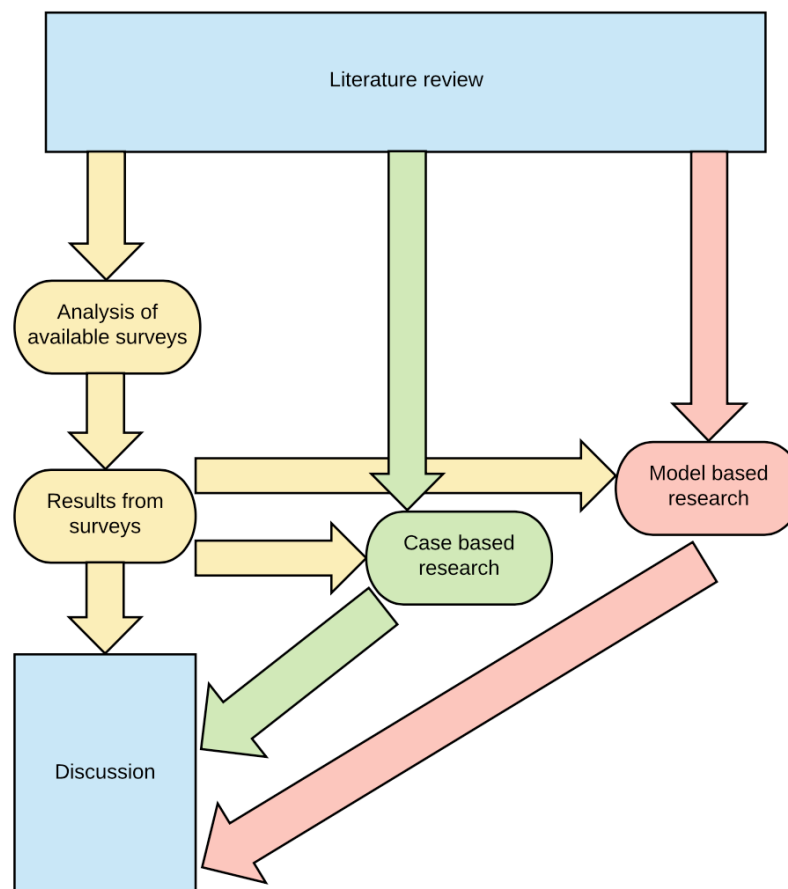 Literature review
Analysis of
available surveys
Results from
surveys
Model based
research
Case based
research
Discussion